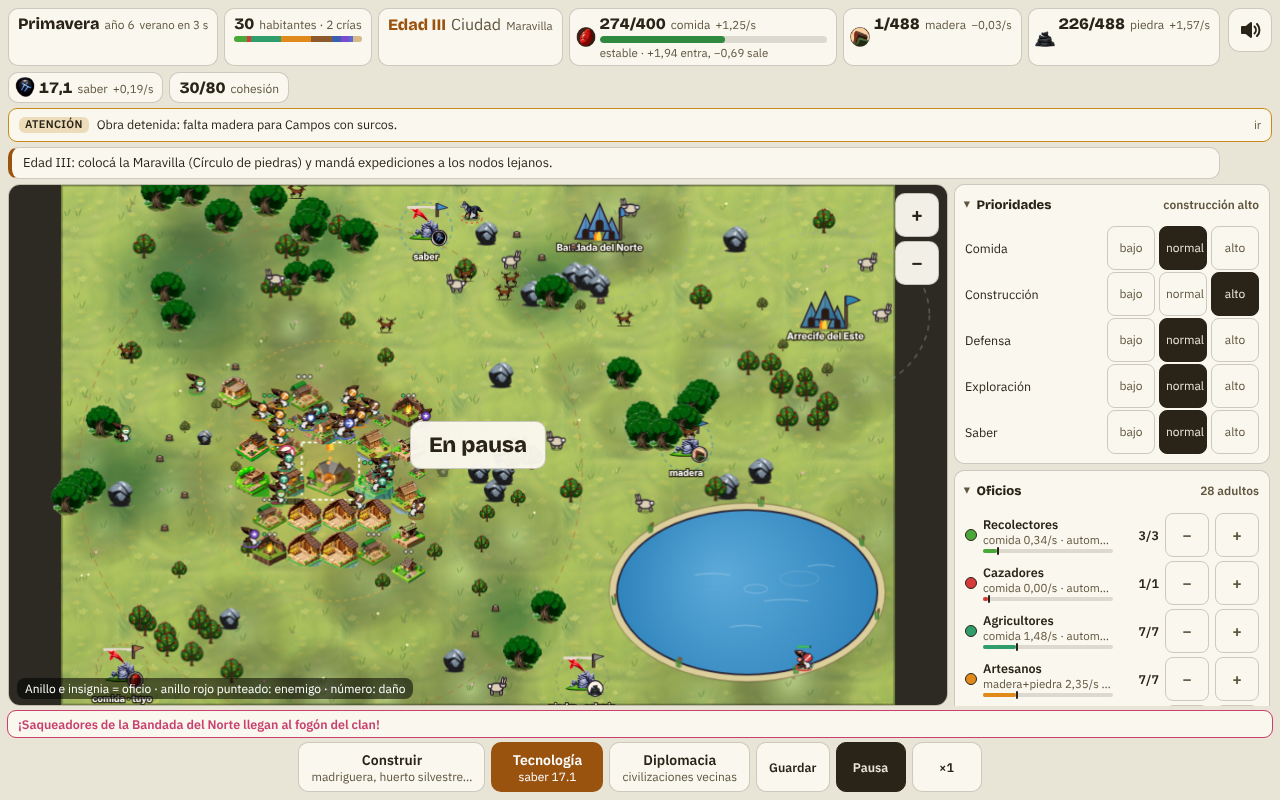 Primavera año 6 verano en 3 s
30 habitantes · 2 crías
Edad III Ciudad Maravilla
274/400 comida +1,25/s
estable · +1,94 entra, −0,69 sale
1/488 madera −0,03/s
226/488 piedra +1,57/s
17,1 saber +0,19/s
30/80 cohesión
ATENCIÓN Obra detenida: falta madera para Campos con surcos. ir
Edad III: colocá la Maravilla (Círculo de piedras) y mandá expediciones a los nodos lejanos.
saber
Bandada del Norte
Arrecife del Este
madera
En pausa
+
−
Anillo e insignia = oficio · anillo rojo punteado: enemigo · número: daño
▼ Prioridades construcción alto
Comida bajo normal alto
Construcción bajo normal alto
Defensa bajo normal alto
Exploración bajo normal alto
Saber bajo normal alto
▼ Oficios 28 adultos
Recolectores 3/3 − +
comida 0,34/s · autom…
Cazadores 1/1 − +
comida 0,00/s · autom…
Agricultores 7/7 − +
comida 1,48/s · autom…
Artesanos 7/7 − +
madera+piedra 2,35/s …
¡Saqueadores de la Bandada del Norte llegan al fogón del clan!
Construir
madriguera, huerto silvestre…
Tecnología
saber 17.1
Diplomacia
civilizaciones vecinas
Guardar
Pausa
×1